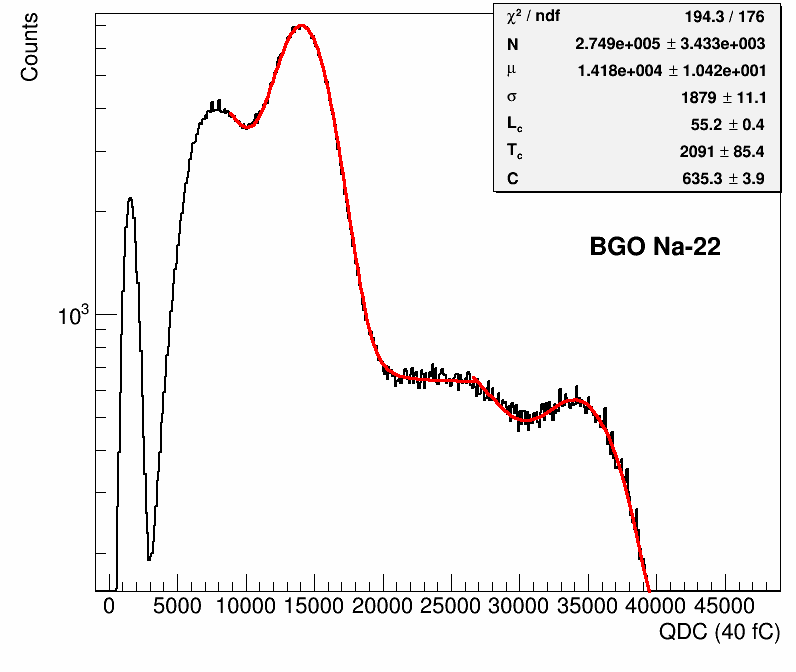 Counts
χ² / ndf 194.3 / 176
N 2.749e+005 ± 3.433e+003
μ 1.418e+004 ± 1.042e+001
σ 1879 ± 11.1
Lc 55.2 ± 0.4
Tc 2091 ± 85.4
C 635.3 ± 3.9
BGO Na-22
10³
0 5000 10000 15000 20000 25000 30000 35000 40000 45000
QDC (40 fC)